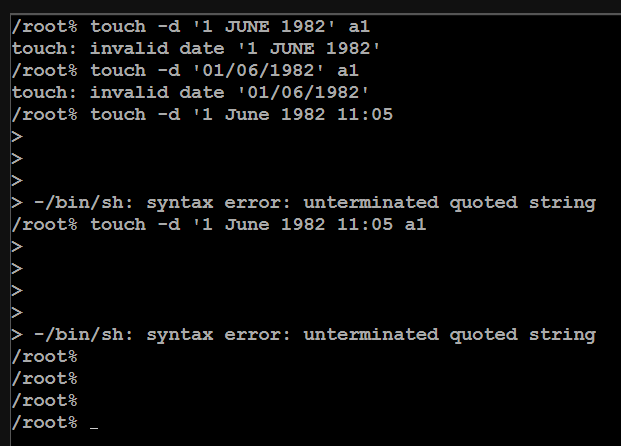 /root% touch -d '1 JUNE 1982' a1
touch: invalid date '1 JUNE 1982'
/root% touch -d '01/06/1982' a1
touch: invalid date '01/06/1982'
/root% touch -d '1 June 1982 11:05
>
>
>
> -/bin/sh: syntax error: unterminated quoted string
/root% touch -d '1 June 1982 11:05 a1
>
>
>
>
> -/bin/sh: syntax error: unterminated quoted string
/root%
/root%
/root%
/root% _